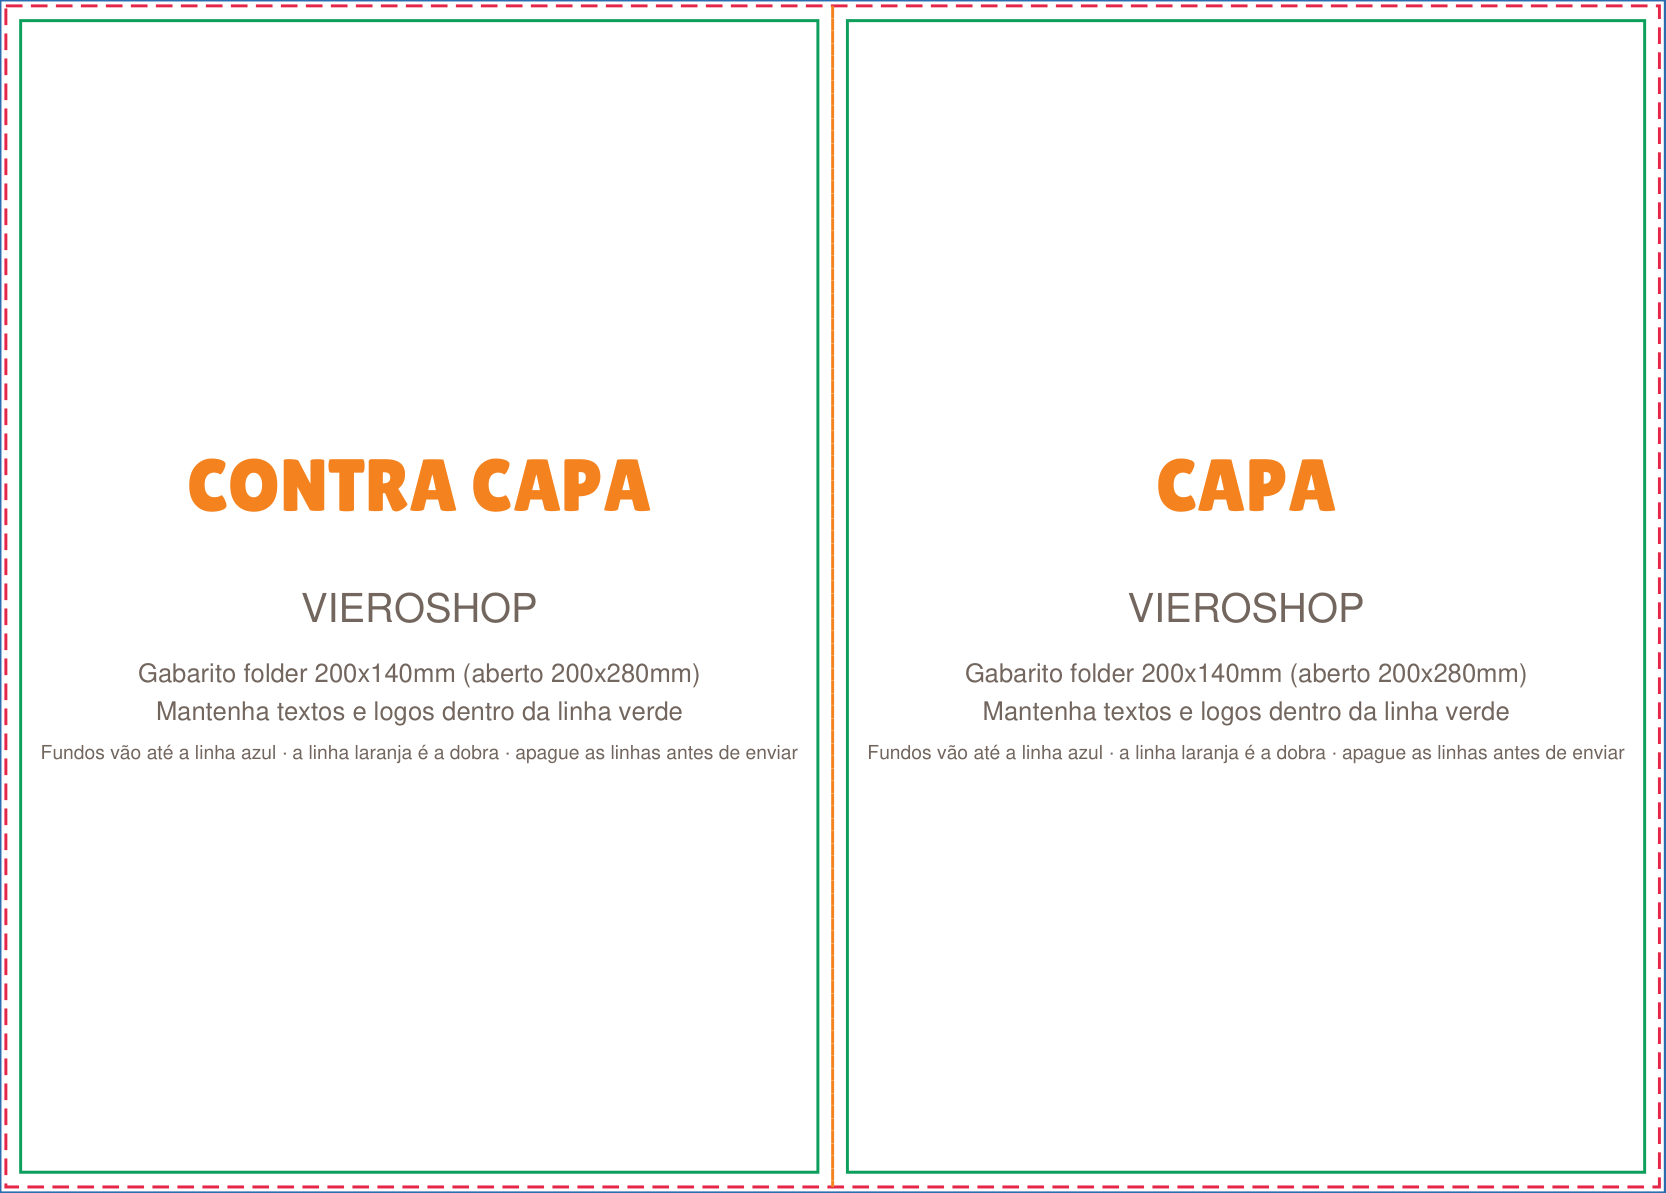 CONTRA CAPA
VIEROSHOP
Gabarito folder 200x140mm (aberto 200x280mm)
Mantenha textos e logos dentro da linha verde
Fundos vão até a linha azul · a linha laranja é a dobra · apague as linhas antes de enviar
CAPA
VIEROSHOP
Gabarito folder 200x140mm (aberto 200x280mm)
Mantenha textos e logos dentro da linha verde
Fundos vão até a linha azul · a linha laranja é a dobra · apague as linhas antes de enviar